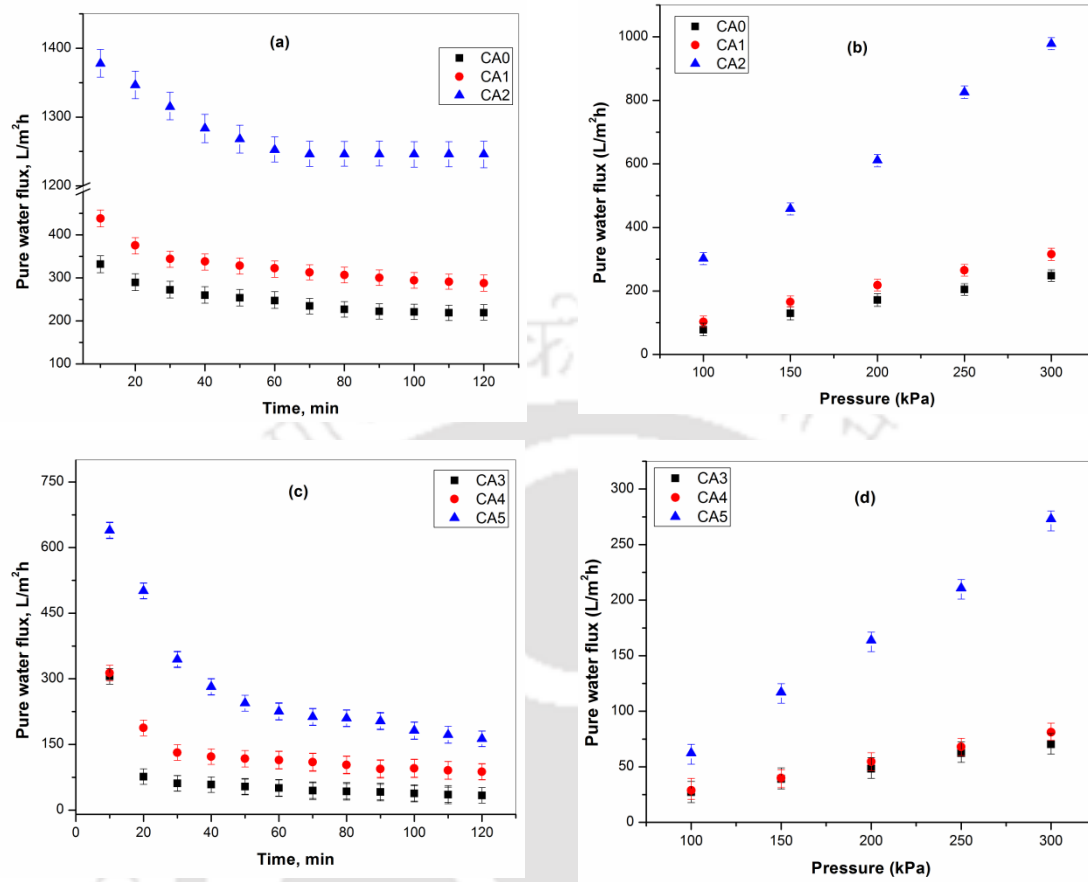 (a)
CA0
CA1
CA2
Pure water flux, L/m²h
1400
1300
1200
400
300
200
100
20 40 60 80 100 120
Time, min
(b)
CA0
CA1
CA2
Pure water flux (L/m²h)
1000
800
600
400
200
0
100 150 200 250 300
Pressure (kPa)
(c)
CA3
CA4
CA5
Pure water flux, L/m²h
750
600
450
300
150
0
20 40 60 80 100 120
Time, min
(d)
CA3
CA4
CA5
Pure water flux (L/m²h)
300
250
200
150
100
50
0
100 150 200 250 300
Pressure (kPa)